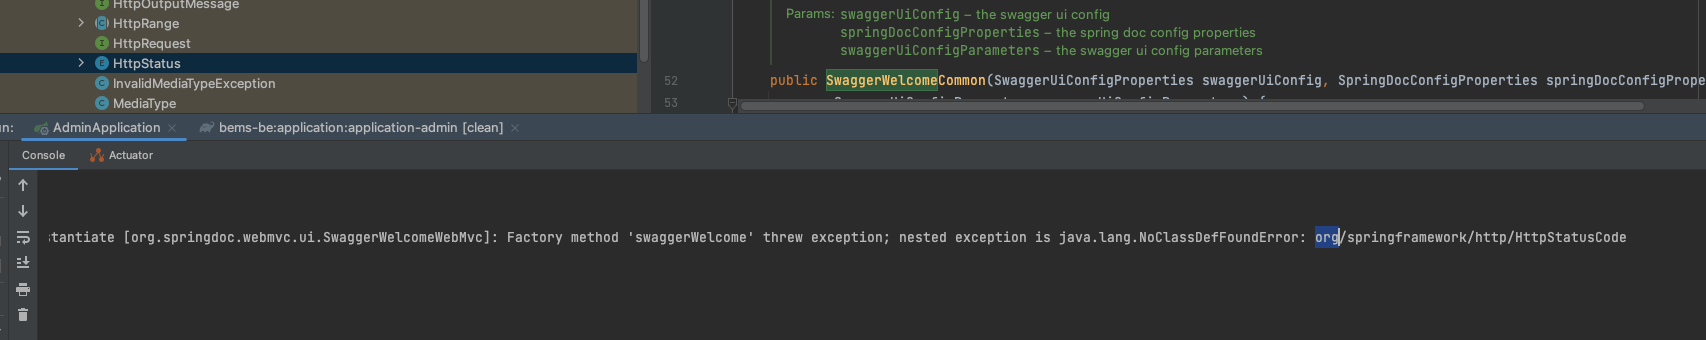 HttpOutputMessage
HttpRange
HttpRequest
HttpStatus
InvalidMediaTypeException
MediaType
Params: swaggerUiConfig – the swagger ui config
springDocConfigProperties – the spring doc config properties
swaggerUiConfigParameters – the swagger ui config parameters
52 public SwaggerWelcomeCommon(SwaggerUiConfigProperties swaggerUiConfig, SpringDocConfigProperties springDocConfigPrope
53
un: AdminApplication × bems-be:application:application-admin [clean] ×
Console Actuator
stantiate [org.springdoc.webmvc.ui.SwaggerWelcomeWebMvc]: Factory method 'swaggerWelcome' threw exception; nested exception is java.lang.NoClassDefFoundError: org/springframework/http/HttpStatusCode